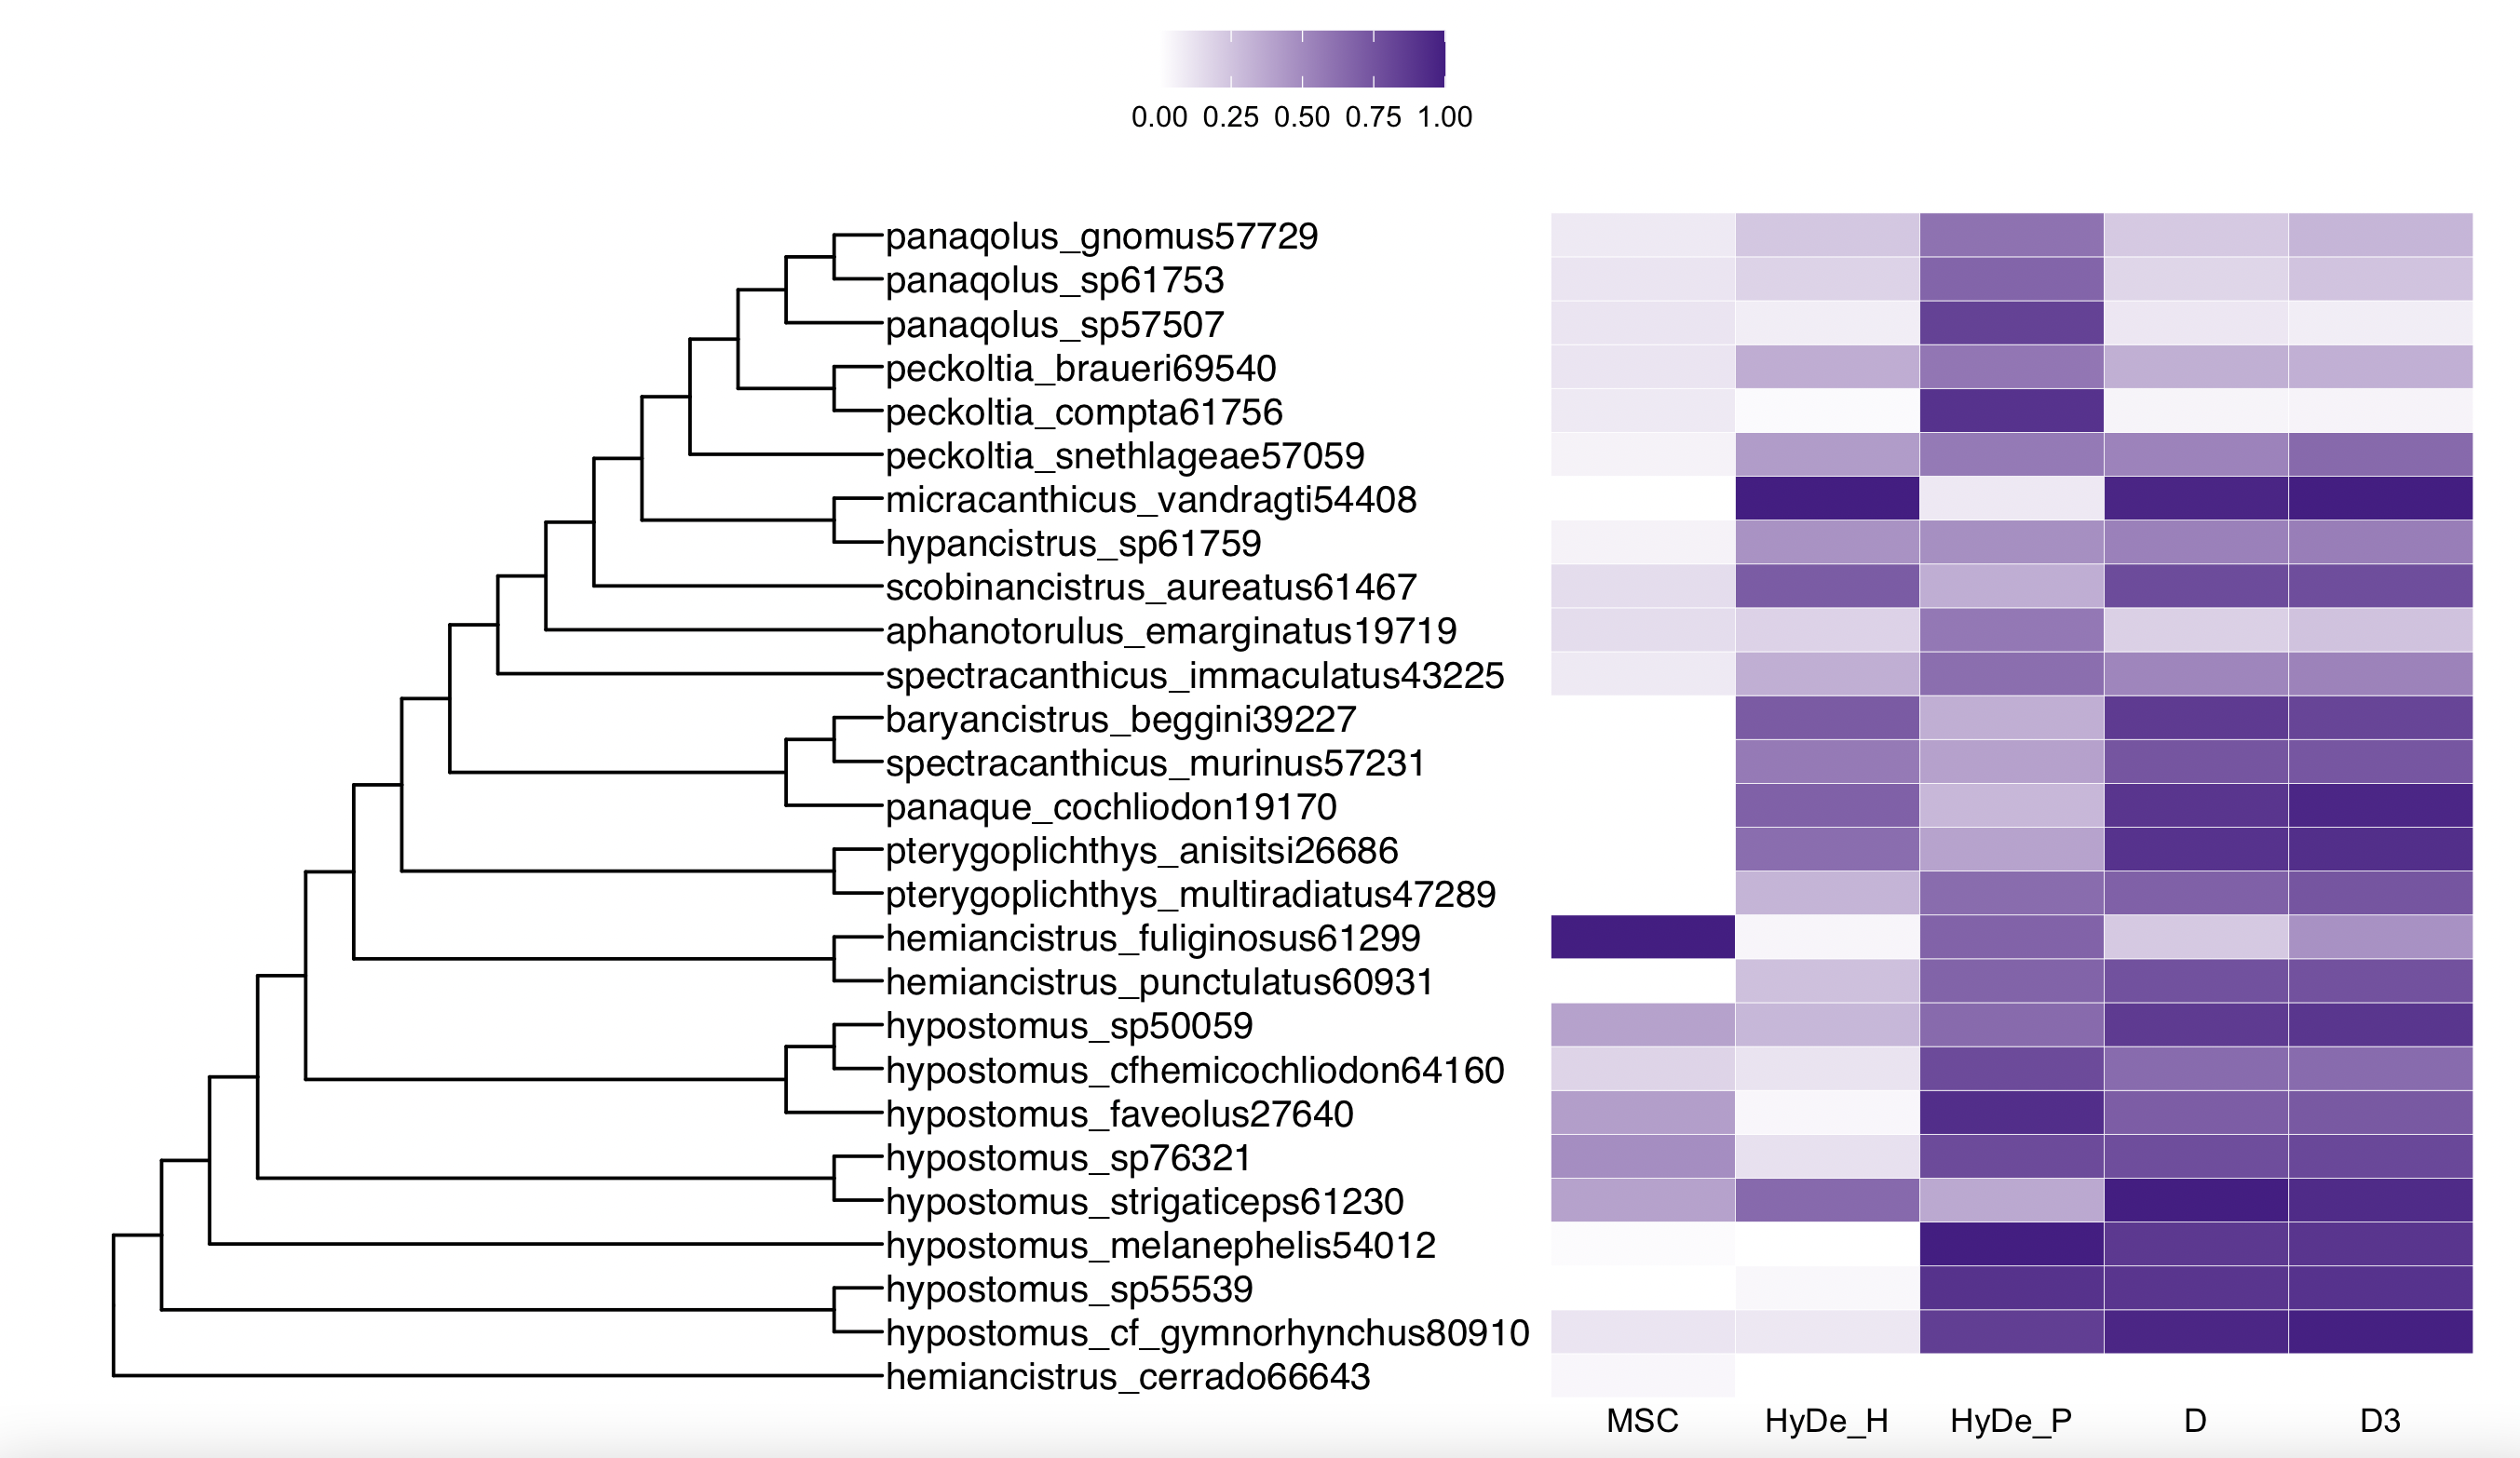 0.00 0.25 0.50 0.75 1.00
panaqolus_gnomus57729
panaqolus_sp61753
panaqolus_sp57507
peckoltia_braueri69540
peckoltia_compta61756
peckoltia_snethlageae57059
micracanthicus_vandragti54408
hypancistrus_sp61759
scobinancistrus_aureatus61467
aphanotorulus_emarginatus19719
spectracanthicus_immaculatus43225
baryancistrus_beggini39227
spectracanthicus_murinus57231
panaque_cochliodon19170
pterygoplichthys_anisitsi26686
pterygoplichthys_multiradiatus47289
hemiancistrus_fuliginosus61299
hemiancistrus_punctulatus60931
hypostomus_sp50059
hypostomus_cfhemicochliodon64160
hypostomus_faveolus27640
hypostomus_sp76321
hypostomus_strigaticeps61230
hypostomus_melanephelis54012
hypostomus_sp55539
hypostomus_cf_gymnorhynchus80910
hemiancistrus_cerrado66643
MSC HyDe_H HyDe_P D D3